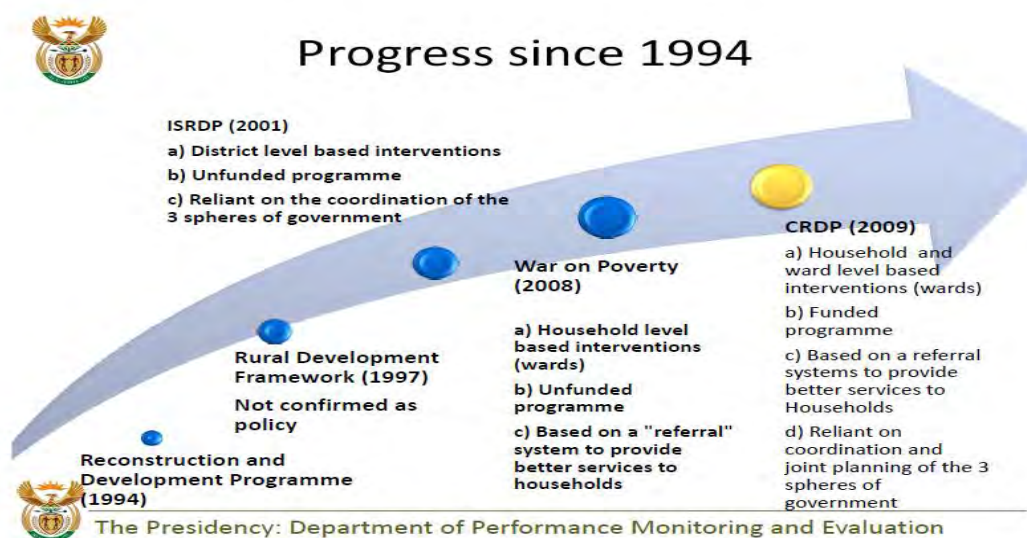 Progress since 1994
ISRDP (2001)
a) District level based interventions
b) Unfunded programme
c) Reliant on the coordination of the
3 spheres of government
Reconstruction and
Development Programme
(1994)
Rural Development
Framework (1997)
Not confirmed as
policy
War on Poverty
(2008)
a) Household level
based interventions
(wards)
b) Unfunded
programme
c) Based on a "referral"
system to provide
better services to
households
CRDP (2009)
a) Household and
ward level based
interventions (wards)
b) Funded
programme
c) Based on a referral
systems to provide
better services to
Households
d) Reliant on
coordination and
joint planning of the 3
spheres of
government
The Presidency: Department of Performance Monitoring and Evaluation